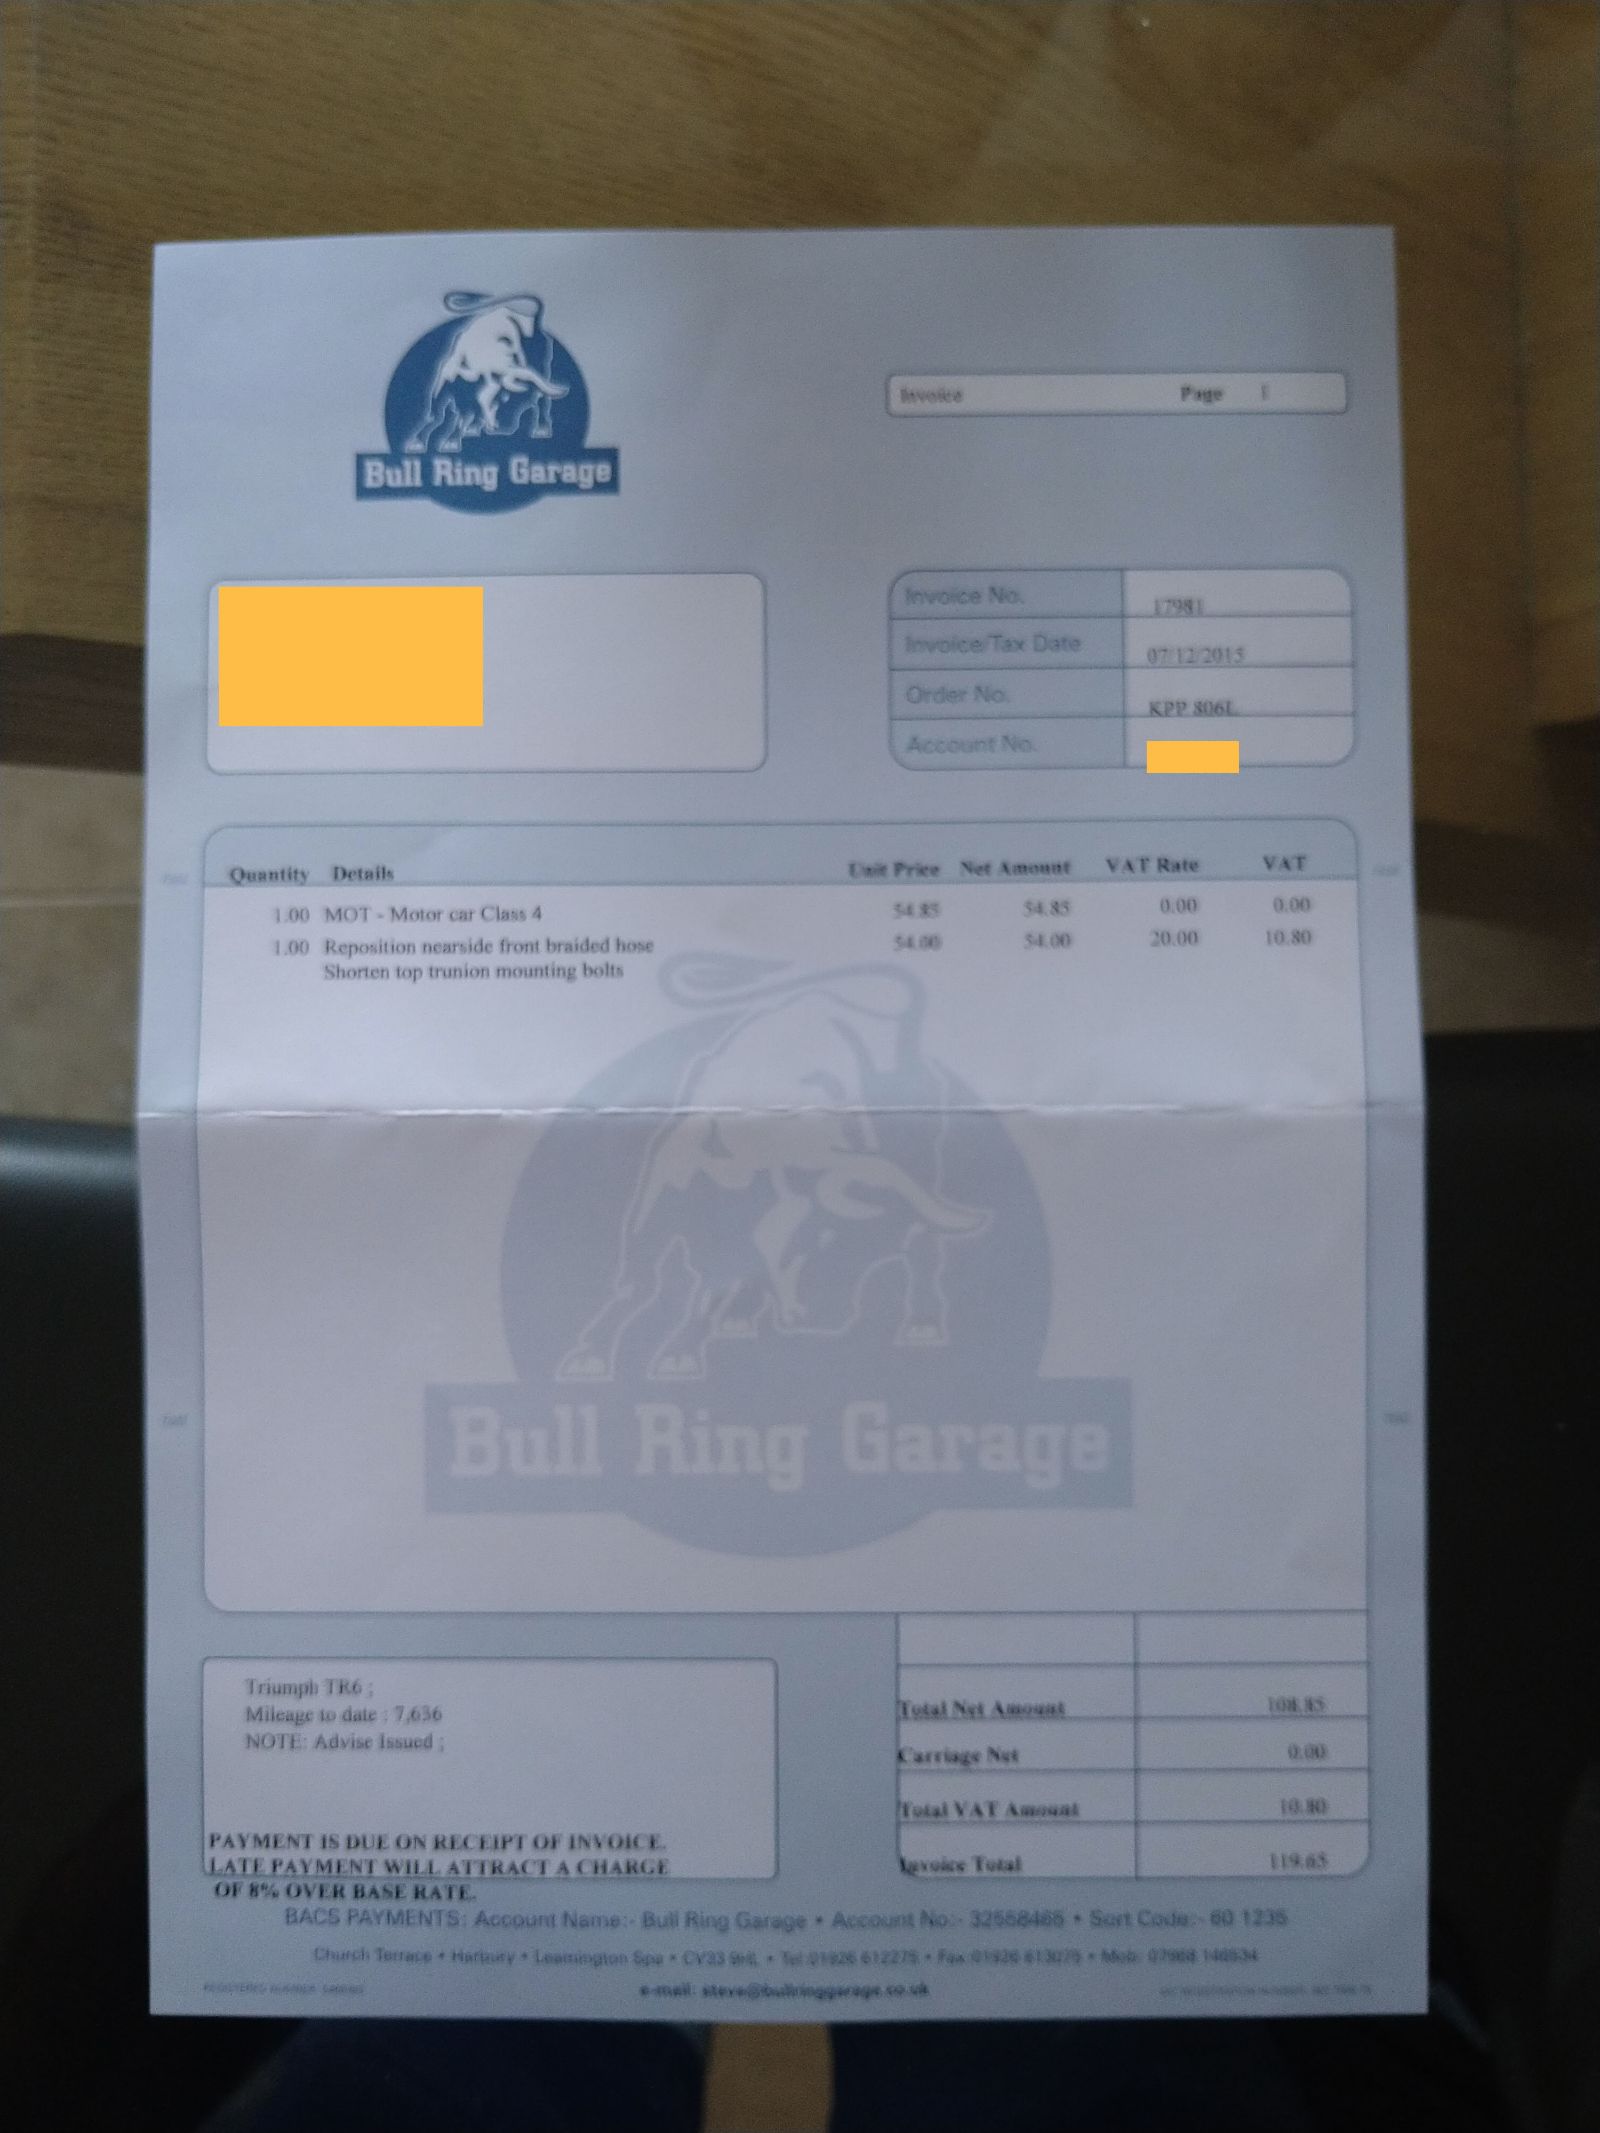 Bull Ring Garage
Invoice Page 1
Invoice No. 17981
Invoice/Tax Date 07/12/2015
Order No. KPP 806L
Account No.
Quantity Details Unit Price Net Amount VAT Rate VAT
1.00 MOT - Motor car Class 4 54.85 54.85 0.00 0.00
1.00 Reposition nearside front braided hose 54.00 54.00 20.00 10.80
Shorten top trunion mounting bolts
Bull Ring Garage
Triumph TR6 ;
Mileage to date : 7,636
NOTE: Advise Issued ;
Total Net Amount 108.85
Carriage Net 0.00
Total VAT Amount 10.80
Invoice Total 119.65
PAYMENT IS DUE ON RECEIPT OF INVOICE.
LATE PAYMENT WILL ATTRACT A CHARGE
OF 8% OVER BASE RATE.
BACS PAYMENTS: Account Name:- Bull Ring Garage • Account No:- 32558465 • Sort Code:- 60 1235
Church Terrace • Harbury • Leamington Spa • CV33 • Tel: 01926 612275 • Fax: 01926 613075 • Mob:
e-mail: steve@bullringgarage.co.uk